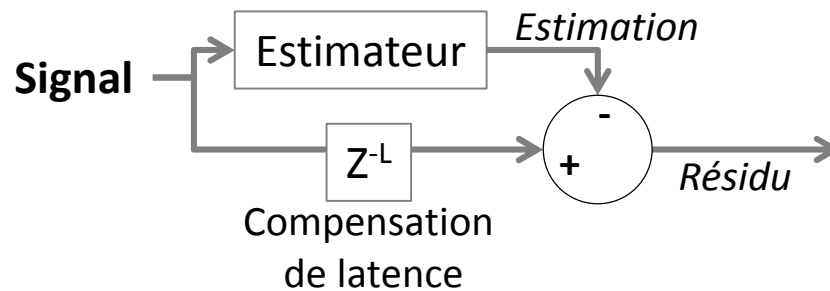 Estimation
Estimateur
Signal
-
+
Z-L
Résidu
Compensation
de latence